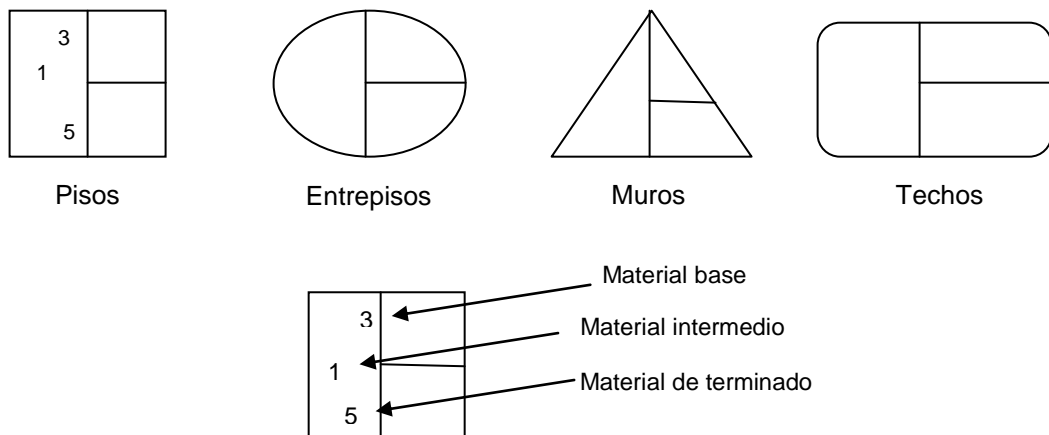 3
1
5
Pisos
Entrepisos
Muros
Techos
Material base
3
Material intermedio
1
Material de terminado
5